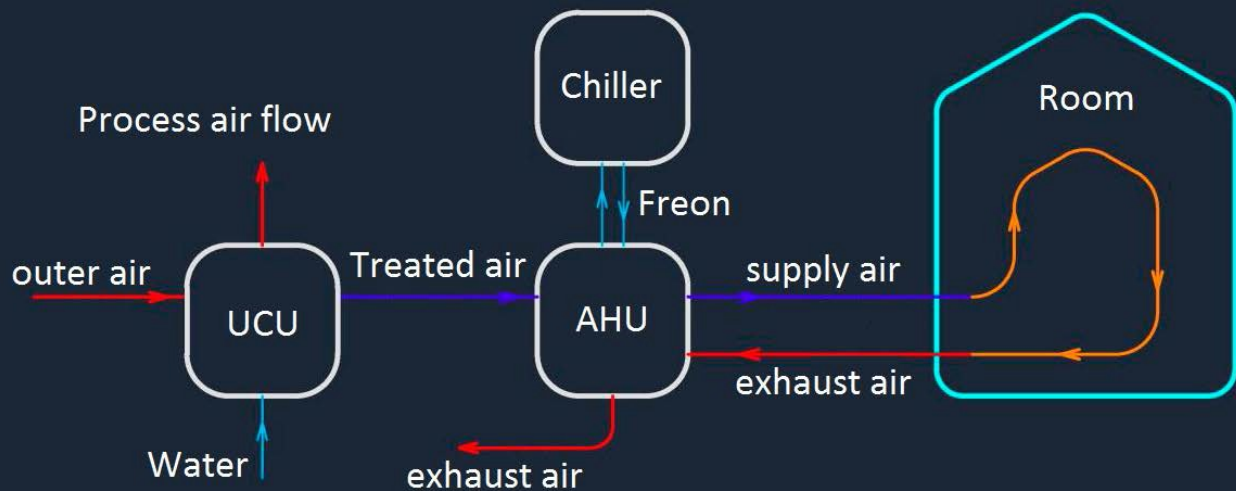 Chiller
Room
Process air flow
Freon
outer air
Treated air
supply air
UCU
AHU
exhaust air
Water
exhaust air